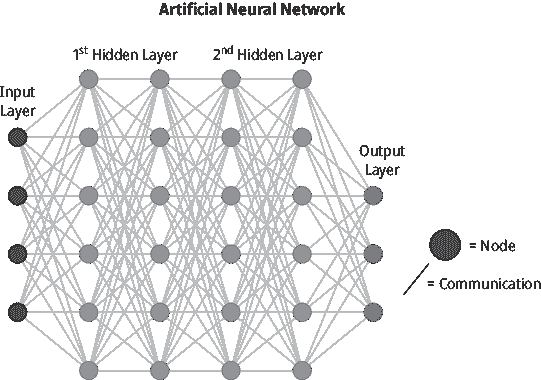 Artificial Neural Network
1st Hidden Layer
2nd Hidden Layer
Input
Layer
Output
Layer
= Node
= Communication